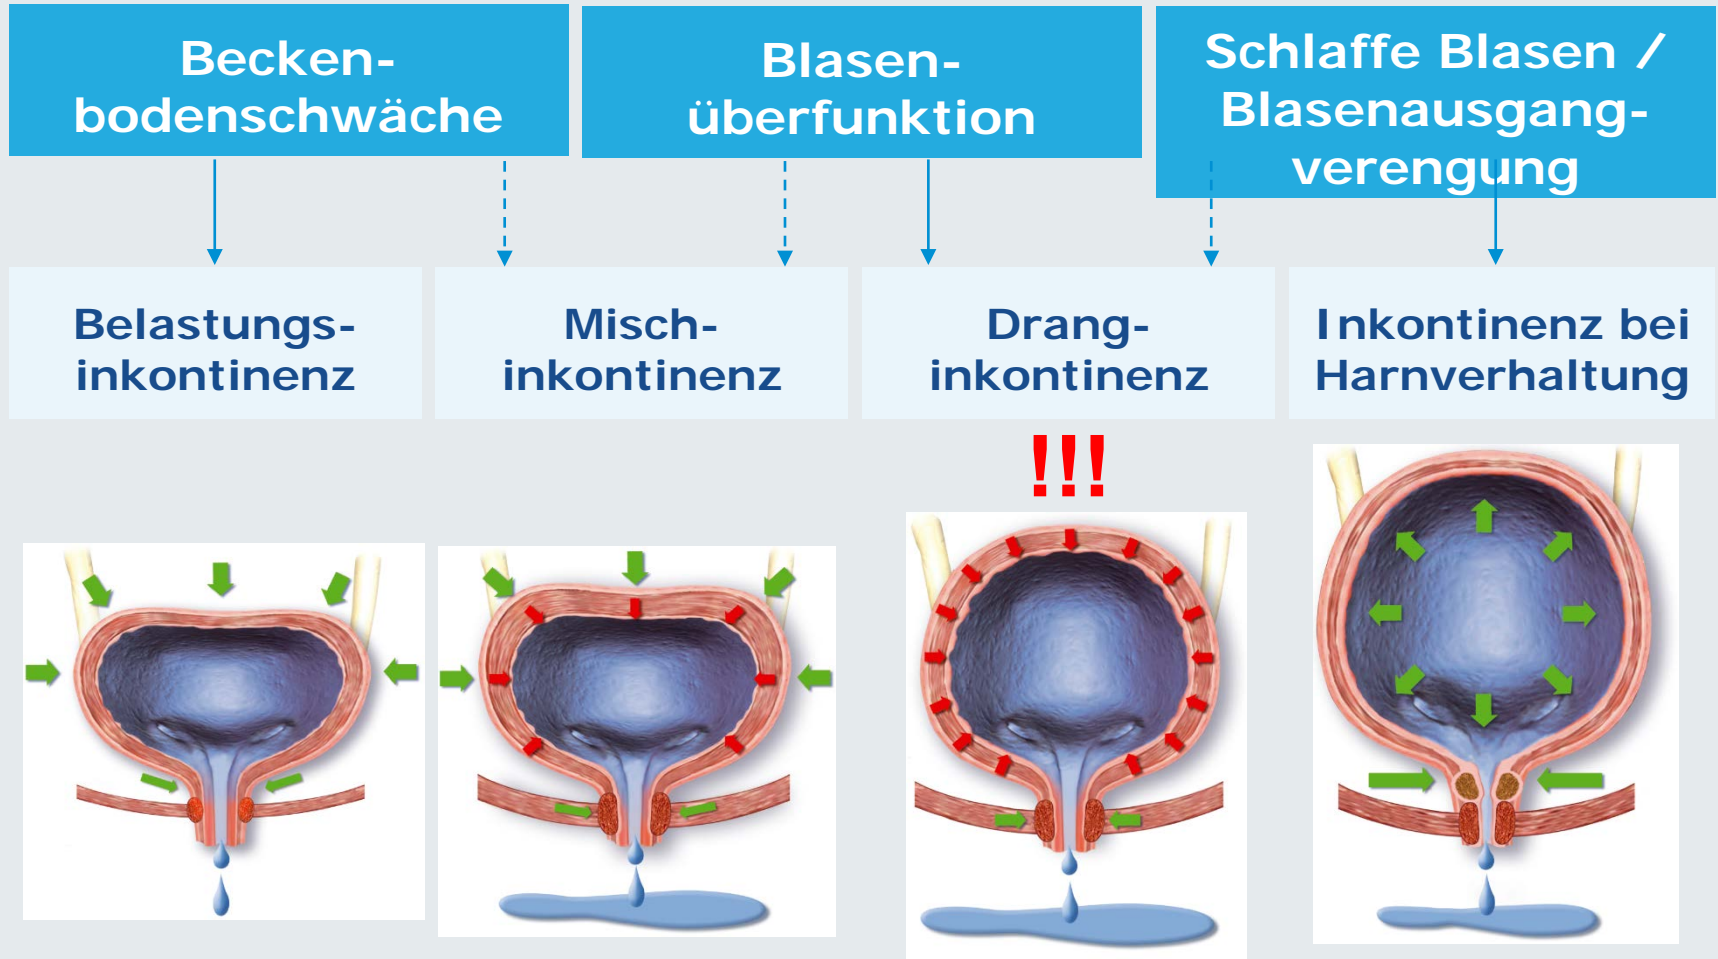 Becken-
bodenschwäche
Blasen-
überfunktion
Schlaffe Blasen /
Blasenausgang-
verengung
Belastungs-
inkontinenz
Misch-
inkontinenz
Drang-
inkontinenz
Inkontinenz bei
Harnverhaltung
!!!